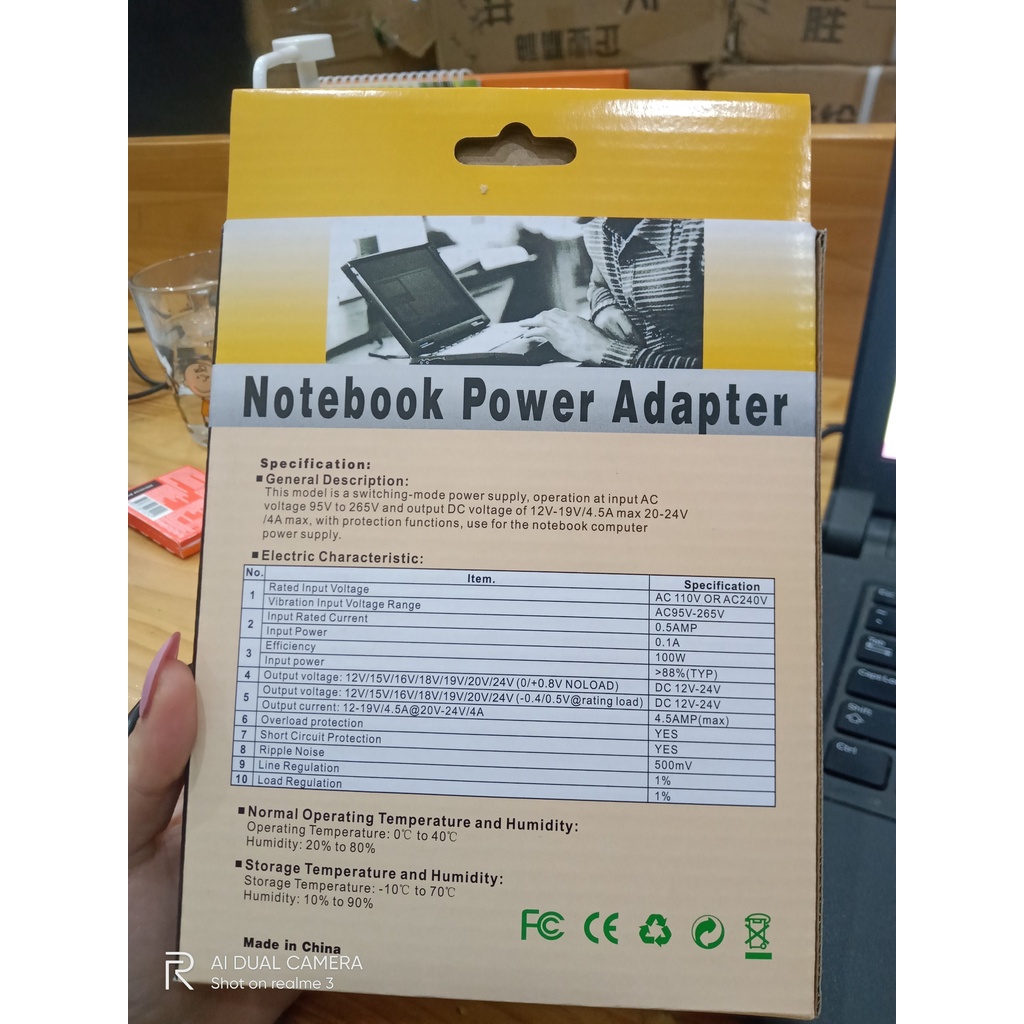 正而
胜
Notebook Power Adapter
Specification:
■General Description:
This model is a switching-mode power supply, operation at input AC
voltage 95V to 265V and output DC voltage of 12V-19V/4.5A max 20-24V
/4A max, with protection functions, use for the notebook computer
power supply.
■Electric Characteristic:
No. Item. Specification
1 Rated Input Voltage AC 110V OR AC240V
Vibration Input Voltage Range AC95V-265V
2 Input Rated Current 0.5AMP
Input Power 0.1A
3 Efficiency 100W
Input power >88%(TYP)
4 Output voltage: 12V/15V/16V/18V/19V/20V/24V (0/+0.8V NOLOAD) DC 12V-24V
5 Output voltage: 12V/15V/16V/18V/19V/20V/24V (-0.4/0.5V@rating load) DC 12V-24V
Output current: 12-19V/4.5A@20V-24V/4A 4.5AMP(max)
6 Overload protection YES
7 Short Circuit Protection YES
8 Ripple Noise 500mV
9 Line Regulation 1%
10 Load Regulation 1%
■Normal Operating Temperature and Humidity:
Operating Temperature: 0℃ to 40℃
Humidity: 20% to 80%
■Storage Temperature and Humidity:
Storage Temperature: -10℃ to 70℃
Humidity: 10% to 90%
FC CE
Made in China
Tab
Caps Lo
Shift
Ctrl
R AI DUAL CAMERA
Shot on realme 3